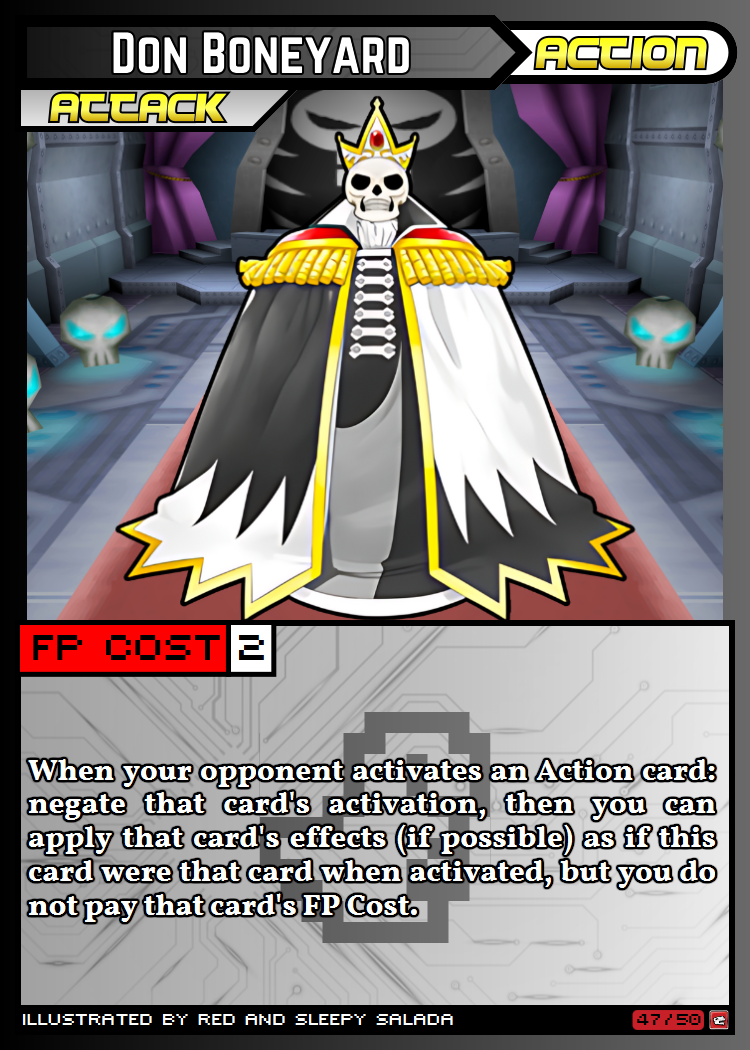 Don Boneyard
ACTION
ATTACK
FP COST 2
When your opponent activates an Action card:
negate that card's activation, then you can
apply that card's effects (if possible) as if this
card were that card when activated, but you do
not pay that card's FP Cost.
ILLUSTRATED BY RED AND SLEEPY SALADA
47/50